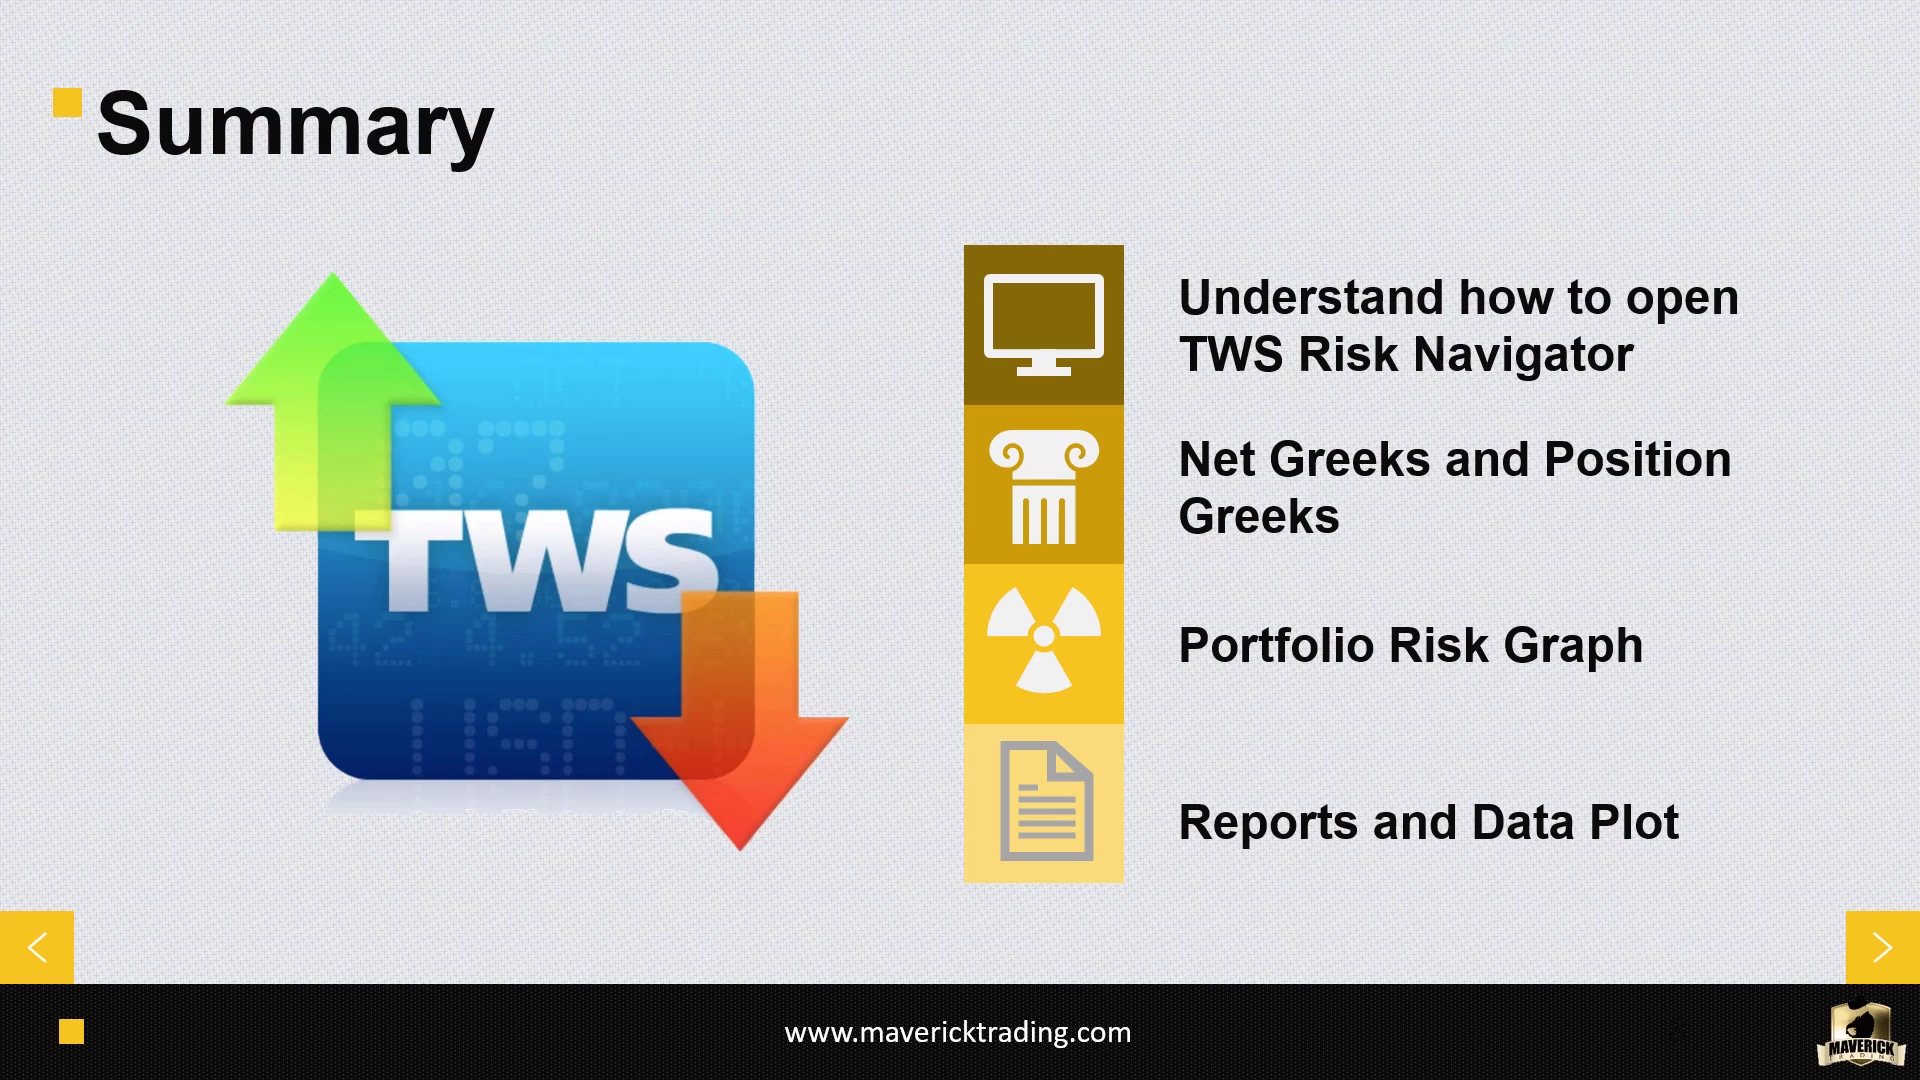 Summary
TWS
Understand how to open
TWS Risk Navigator
Net Greeks and Position
Greeks
Portfolio Risk Graph
Reports and Data Plot
www.mavericktrading.com
MAVERICK
TRADING